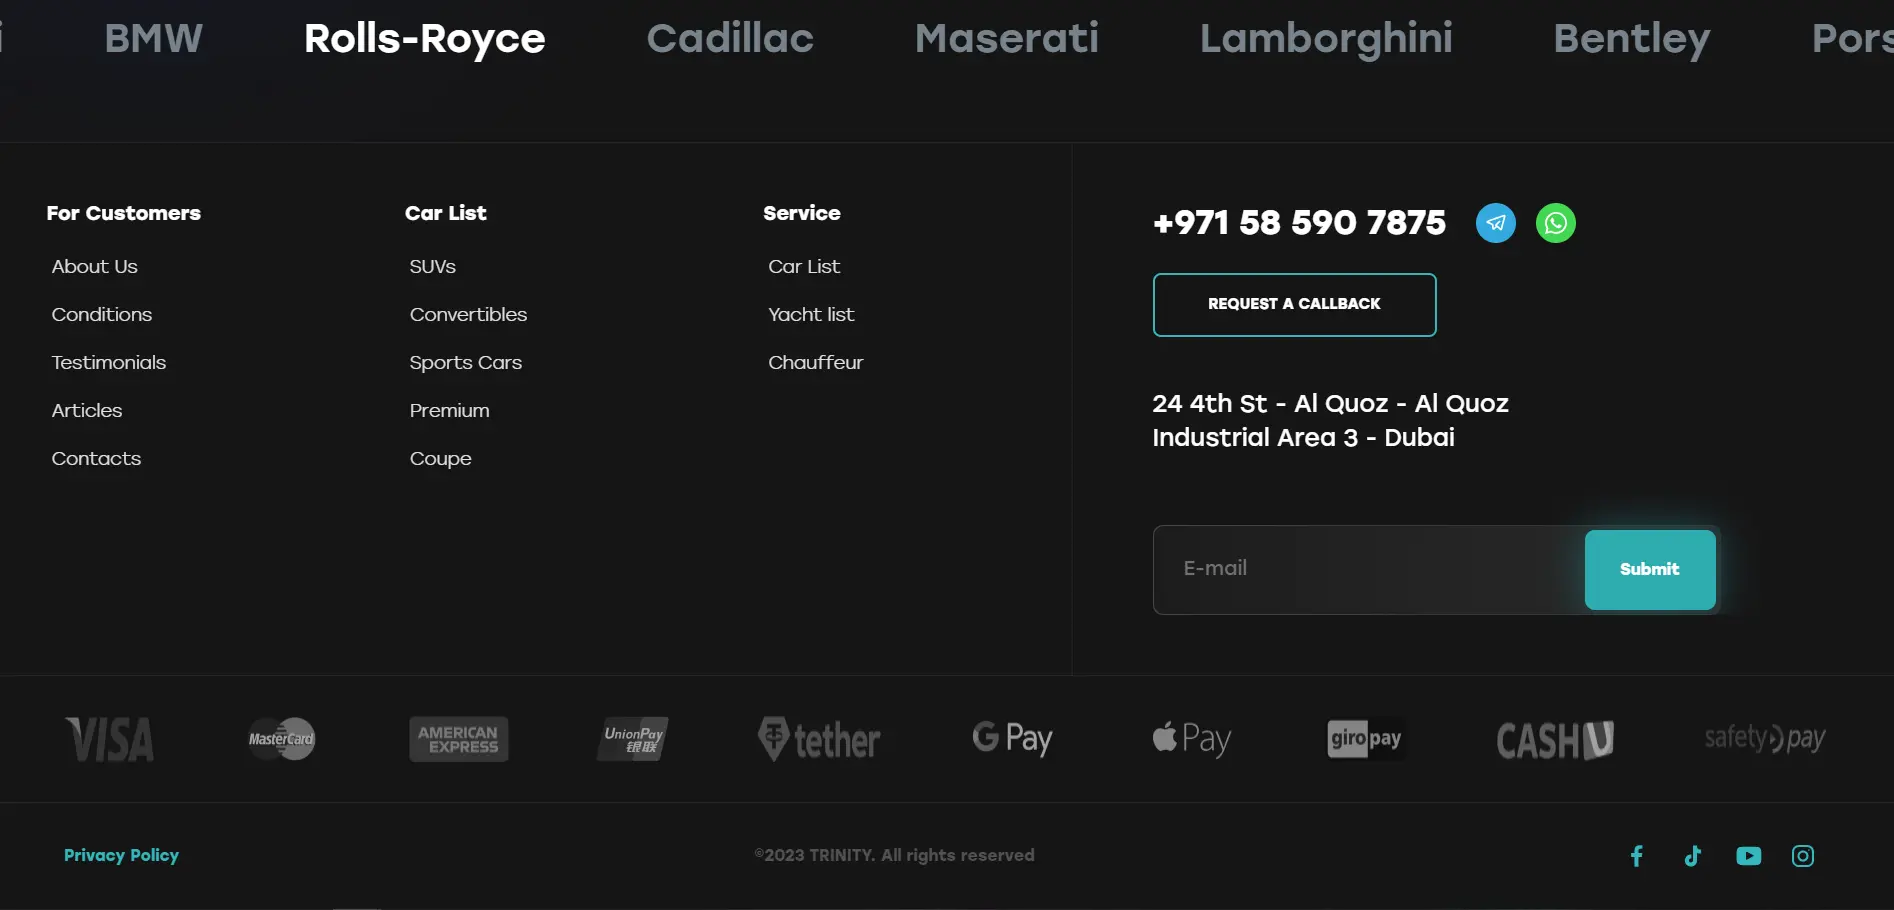 BMW Rolls-Royce Cadillac Maserati Lamborghini Bentley Pors
For Customers
About Us
Conditions
Testimonials
Articles
Contacts
Car List
SUVs
Convertibles
Sports Cars
Premium
Coupe
Service
Car List
Yacht list
Chauffeur
+971 58 590 7875
REQUEST A CALLBACK
24 4th St - Al Quoz - Al Quoz
Industrial Area 3 - Dubai
E-mail
Submit
VISA
MasterCard
AMERICAN
EXPRESS
UnionPay
银联
tether
G Pay
Pay
giropay
CASHU
safetypay
Privacy Policy
©2023 TRINITY. All rights reserved